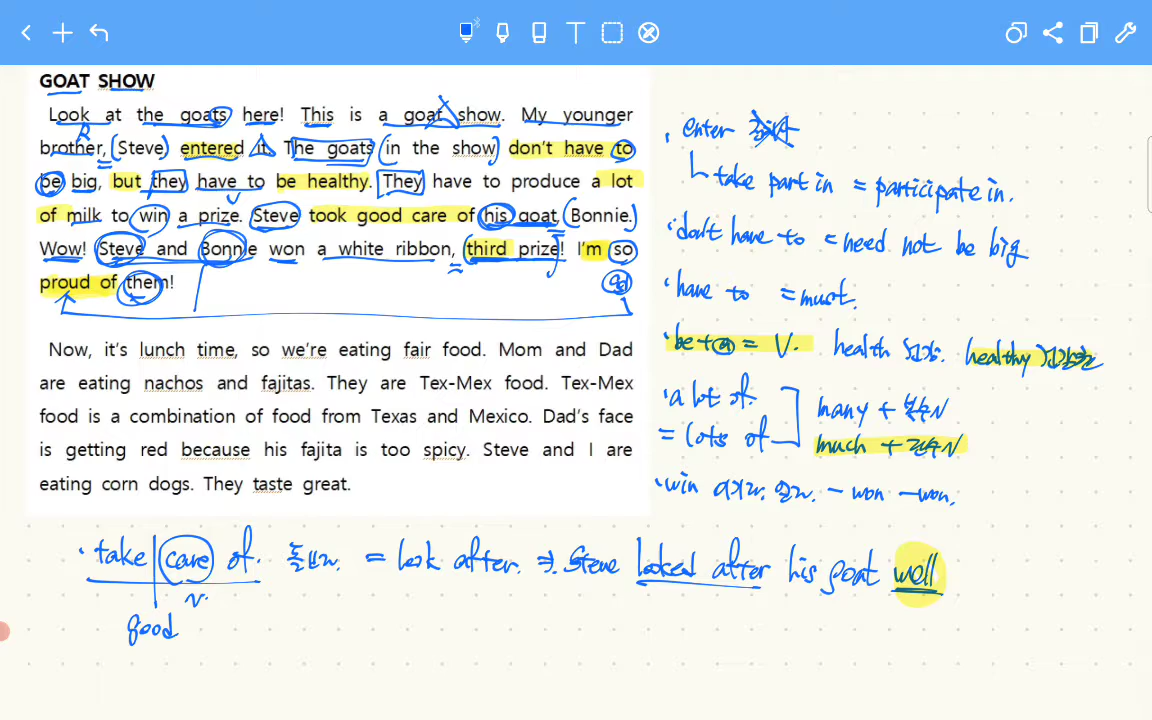 GOAT SHOW
Look at the goats here! This is a goat show. My younger
brother, (Steve) entered it. The goats (in the show) don't have to
be big, but they have to be healthy. They have to produce a lot
of milk to win a prize. Steve took good care of his goat, (Bonnie.)
Wow! Steve and Bonnie won a white ribbon, (third prize)! I'm so
proud of them!
Now, it's lunch time, so we're eating fair food. Mom and Dad
are eating nachos and fajitas. They are Tex-Mex food. Tex-Mex
food is a combination of food from Texas and Mexico. Dad's face
is getting red because his fajita is too spicy. Steve and I are
eating corn dogs. They taste great.
· enter
take part in = participate in.
· don't have to = need not be big
· have to = must.
· be + ⓐ = V. health 건강. healthy 건강한
· a lot of.
= lots of
many + 복수N
much + 단수N
· win 이기다. 얻다. - won - won.
· take care of. 돌보다. = look after. ⇒ Steve looked after his goat well
V.
good